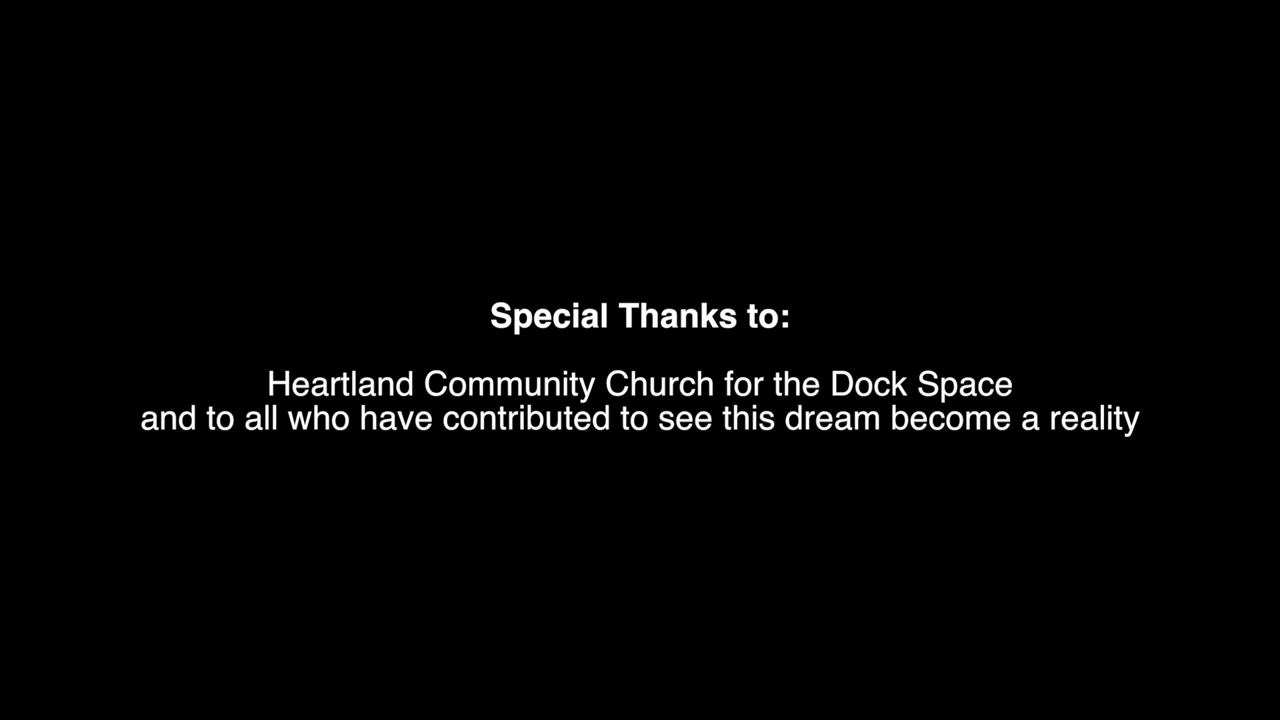 Special Thanks to:
Heartland Community Church for the Dock Space
and to all who have contributed to see this dream become a reality